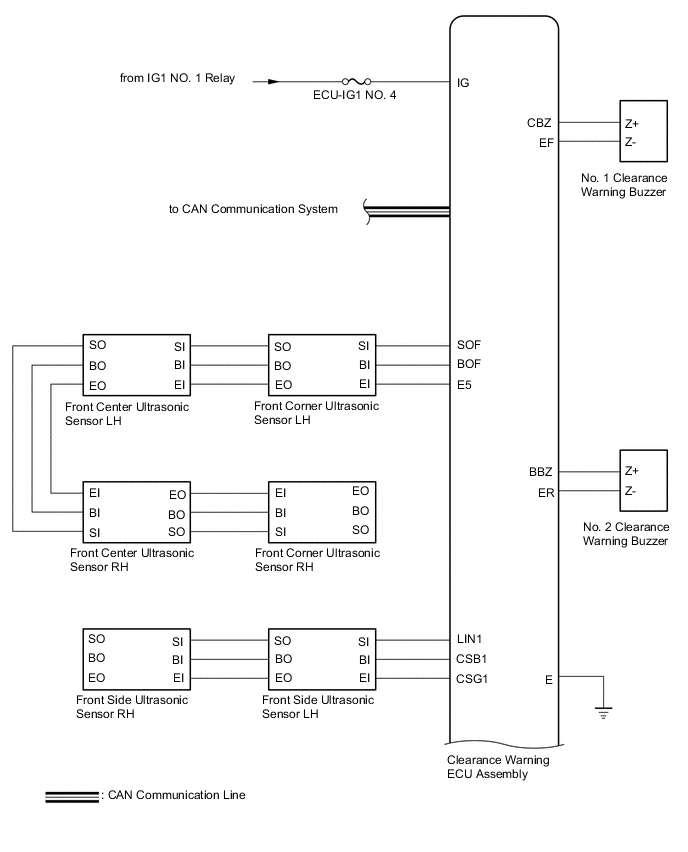 from IG1 NO. 1 Relay
ECU-IG1 NO. 4
IG
CBZ
EF
Z+
Z-
No. 1 Clearance
Warning Buzzer
to CAN Communication System
SO
BO
EO
SI
BI
EI
Front Center Ultrasonic
Sensor LH
SO
BO
EO
SI
BI
EI
Front Corner Ultrasonic
Sensor LH
SOF
BOF
E5
EI
BI
SI
EO
BO
SO
Front Center Ultrasonic
Sensor RH
EI
BI
SI
EO
BO
SO
Front Corner Ultrasonic
Sensor RH
BBZ
ER
Z+
Z-
No. 2 Clearance
Warning Buzzer
SO
BO
EO
SI
BI
EI
Front Side Ultrasonic
Sensor RH
SO
BO
EO
SI
BI
EI
Front Side Ultrasonic
Sensor LH
LIN1
CSB1
CSG1
E
Clearance Warning
ECU Assembly
: CAN Communication Line